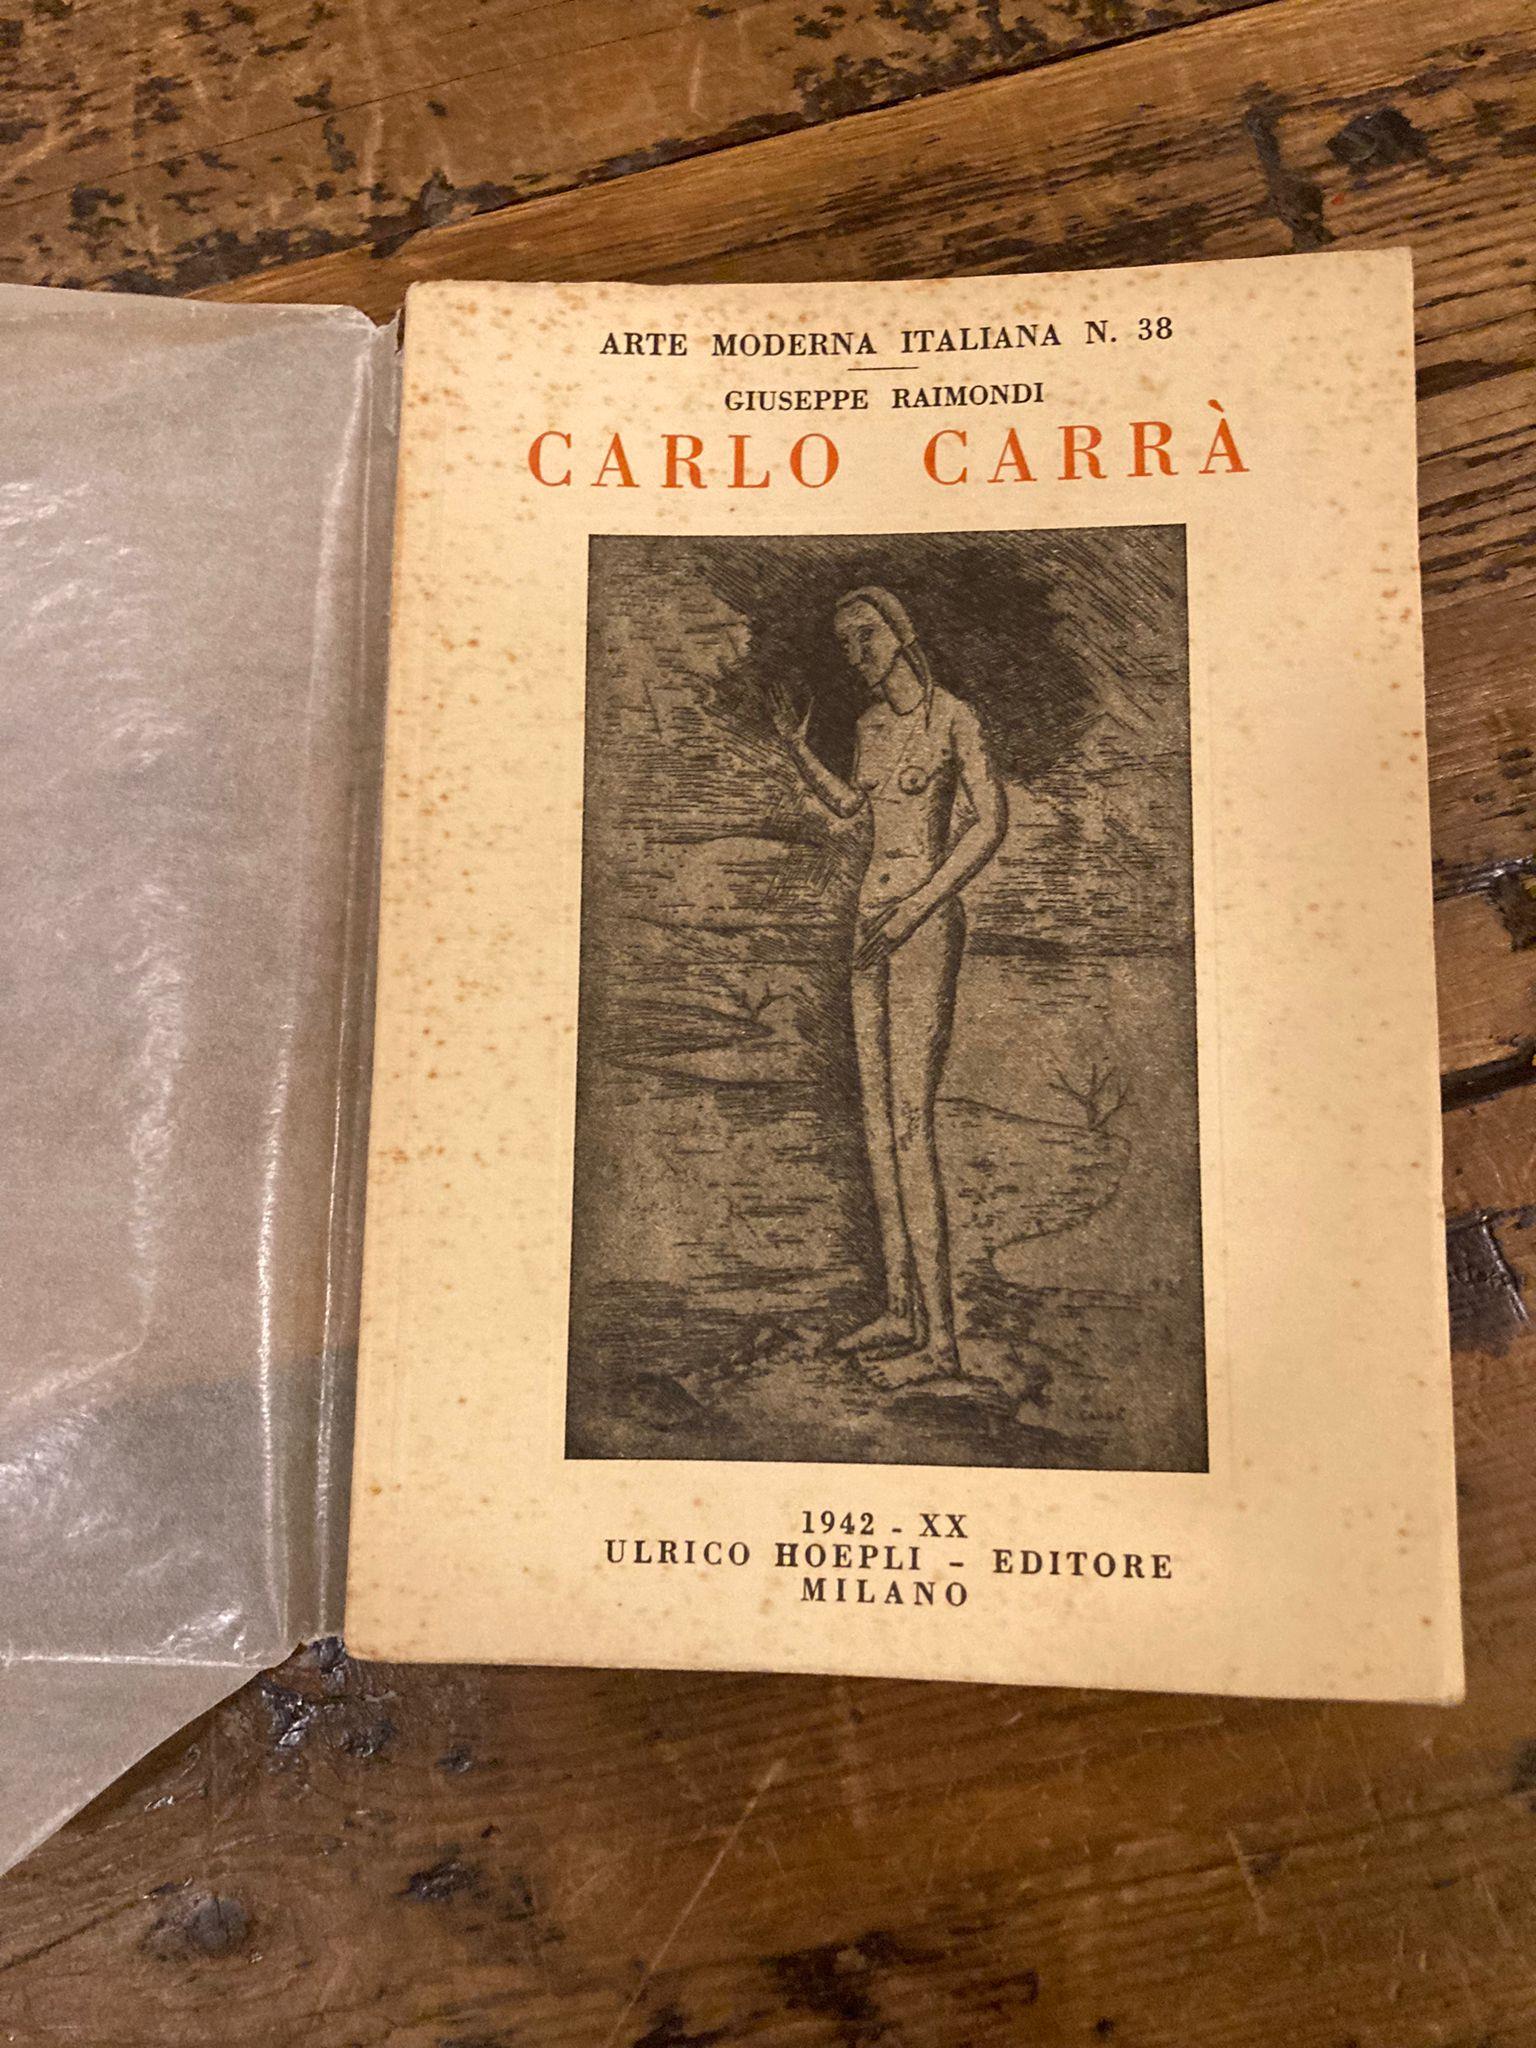 ARTE MODERNA ITALIANA N. 38
GIUSEPPE RAIMONDI
CARLO CARRÀ
1942 - XX
ULRICO HOEPLI - EDITORE
MILANO